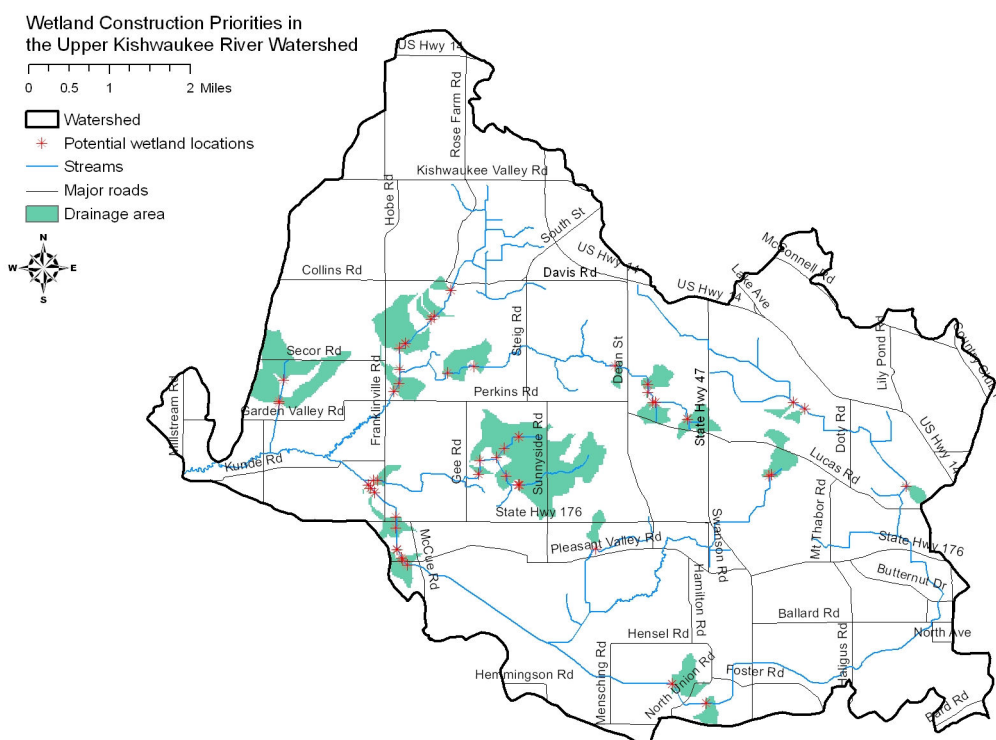 Wetland Construction Priorities in
the Upper Kishwaukee River Watershed
0 0.5 1 2 Miles
Watershed
Potential wetland locations
Streams
Major roads
Drainage area
N
W E
S
US Hwy 14
Rose Farm Rd
Kishwaukee Valley Rd
Hobe Rd
South St
US Hwy 14
McConnell Rd
Collins Rd
Davis Rd
US Hwy 14
Lake Ave
Steig Rd
Lily Pond Rd
Country Club
Secor Rd
Dean St
Franklinville Rd
Perkins Rd
State Hwy 47
Millstream Rd
Garden Valley Rd
Doty Rd
US Hwy 14
Kunde Rd
Gee Rd
Sunnyside Rd
Lucas Rd
State Hwy 176
Mt Thabor Rd
Swanson Rd
Pleasant Valley Rd
State Hwy 176
McCue Rd
Butternut Dr
Hamilton Rd
Ballard Rd
Hensel Rd
North Ave
Haligus Rd
Mensching Rd
Hemmingson Rd
North Union Rd
Foster Rd
Bard Rd